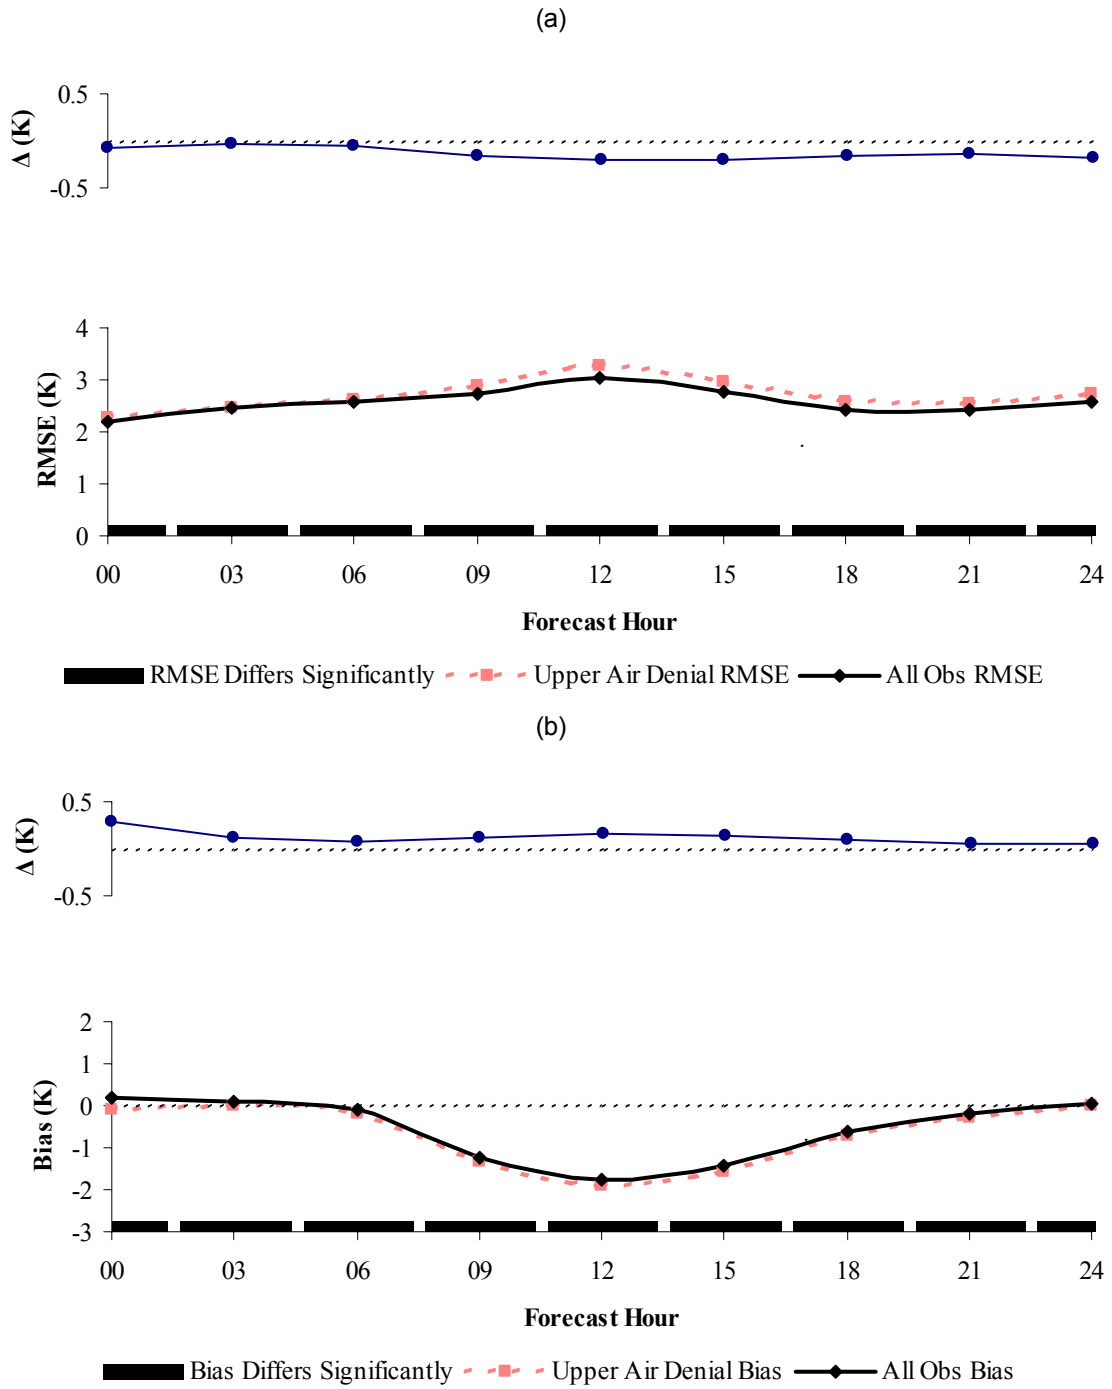 (a)
0.5
Δ (K)
-0.5
4
3
RMSE (K)
2
1
0
00 03 06 09 12 15 18 21 24
Forecast Hour
RMSE Differs Significantly Upper Air Denial RMSE All Obs RMSE
(b)
0.5
Δ (K)
-0.5
2
1
0
Bias (K)
-1
-2
-3
00 03 06 09 12 15 18 21 24
Forecast Hour
Bias Differs Significantly Upper Air Denial Bias All Obs Bias